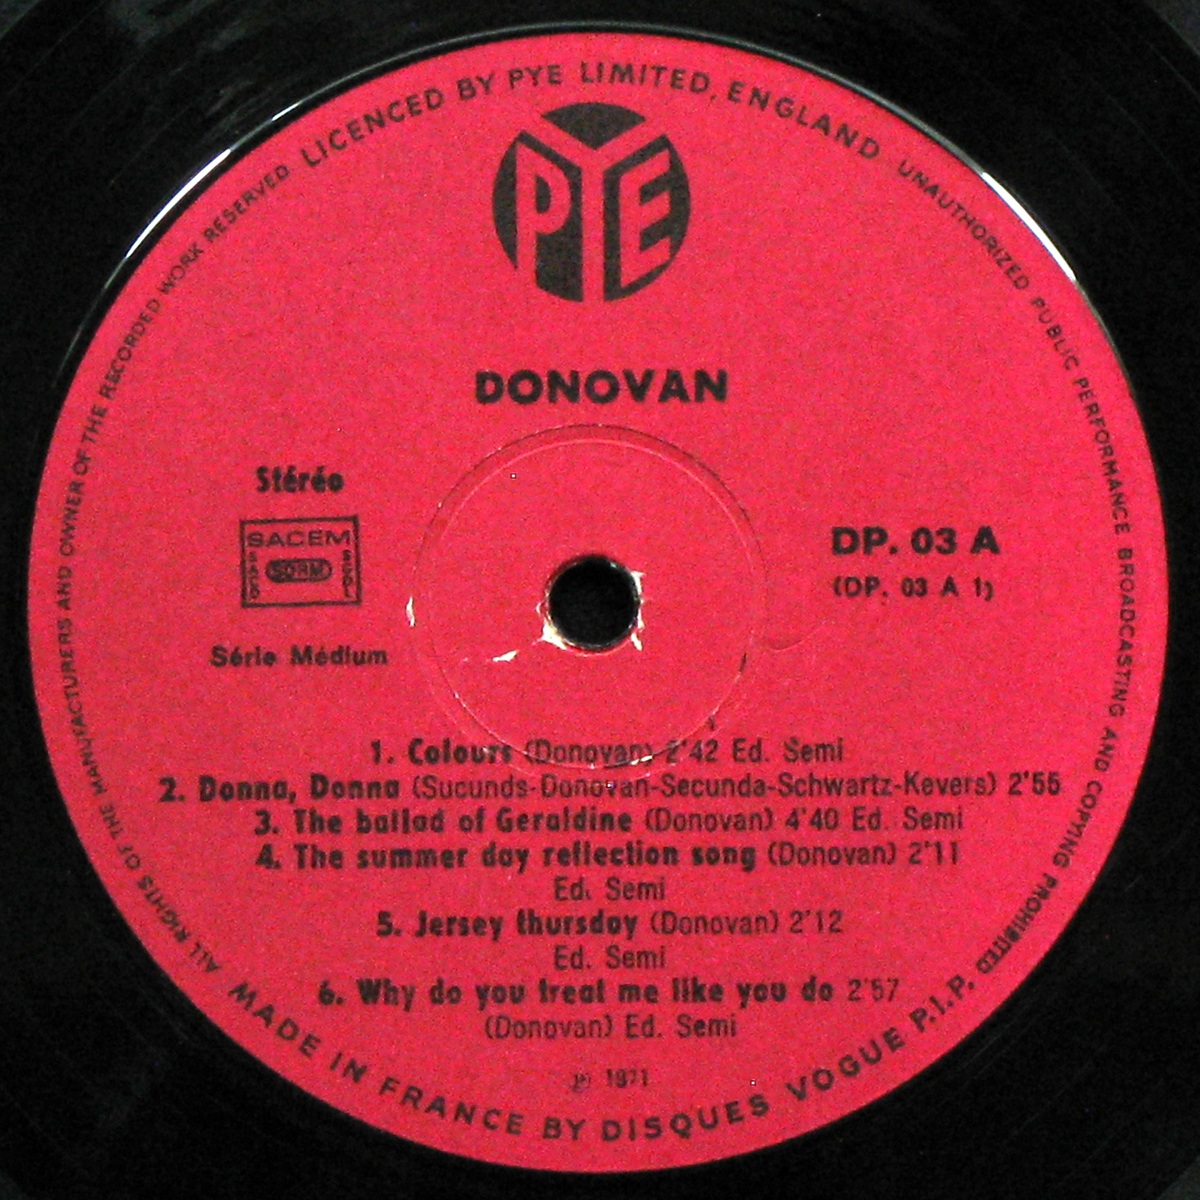 LICENCED BY PYE LIMITED, ENGLAND
UNAUTHORIZED PUBLIC PERFORMANCE BROADCASTING AND COPYING PROHIBITED
ALL RIGHTS OF THE MANUFACTURERS AND OWNER OF THE RECORDED WORK RESERVED
PYE
DONOVAN
Stéréo
SACEM
SDRM
Série Médium
DP. 03 A
(DP. 03 A 1)
1. Colours (Donovan) 2'42 Ed. Semi
2. Donna, Donna (Sucunds-Donovan-Secunda-Schwartz-Kevers) 2'55
3. The ballad of Geraldine (Donovan) 4'40 Ed. Semi
4. The summer day reflection song (Donovan) 2'11
Ed. Semi
5. Jersey thursday (Donovan) 2'12
Ed. Semi
6. Why do you treat me like you do 2'57
(Donovan) Ed. Semi
℗ 1971
MADE IN FRANCE BY DISQUES VOGUE P.I.P.